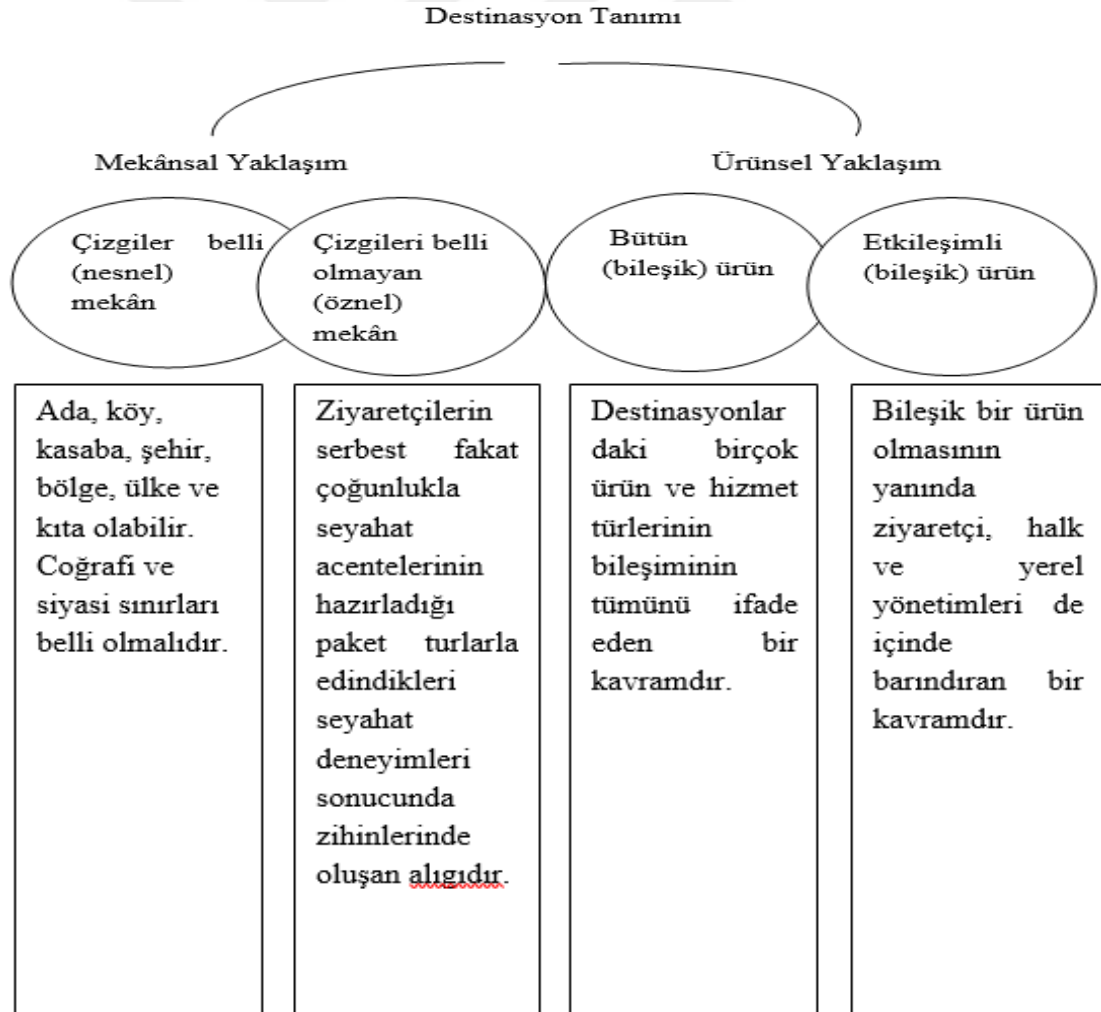 Destinasyon Tanımı
Mekânsal Yaklaşım
Ürünsel Yaklaşım
Çizgiler belli
(nesnel)
mekân
Çizgileri belli
olmayan
(öznel)
mekân
Bütün
(bileşik) ürün
Etkileşimli
(bileşik) ürün
Ada, köy,
kasaba, şehir,
bölge, ülke ve
kıta olabilir.
Coğrafi ve
siyasi sınırları
belli olmalıdır.
Ziyaretçilerin
serbest fakat
çoğunlukla
seyahat
acentelerinin
hazırladığı
paket turlarla
edindikleri
seyahat
deneyimleri
sonucunda
zihinlerinde
oluşan alıgıdır.
Destinasyonlar
daki birçok
ürün ve hizmet
türlerinin
bileşiminin
tümünü ifade
eden bir
kavramdır.
Bileşik bir ürün
olmasının
yanında
ziyaretçi, halk
ve yerel
yönetimleri de
içinde
barındıran bir
kavramdır.